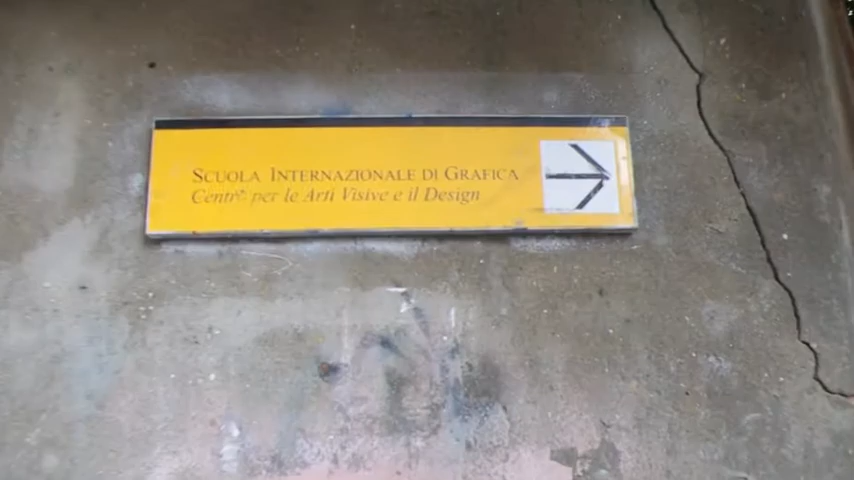 Scuola Internazionale di Grafica
Centro per le Arti Visive e il Design